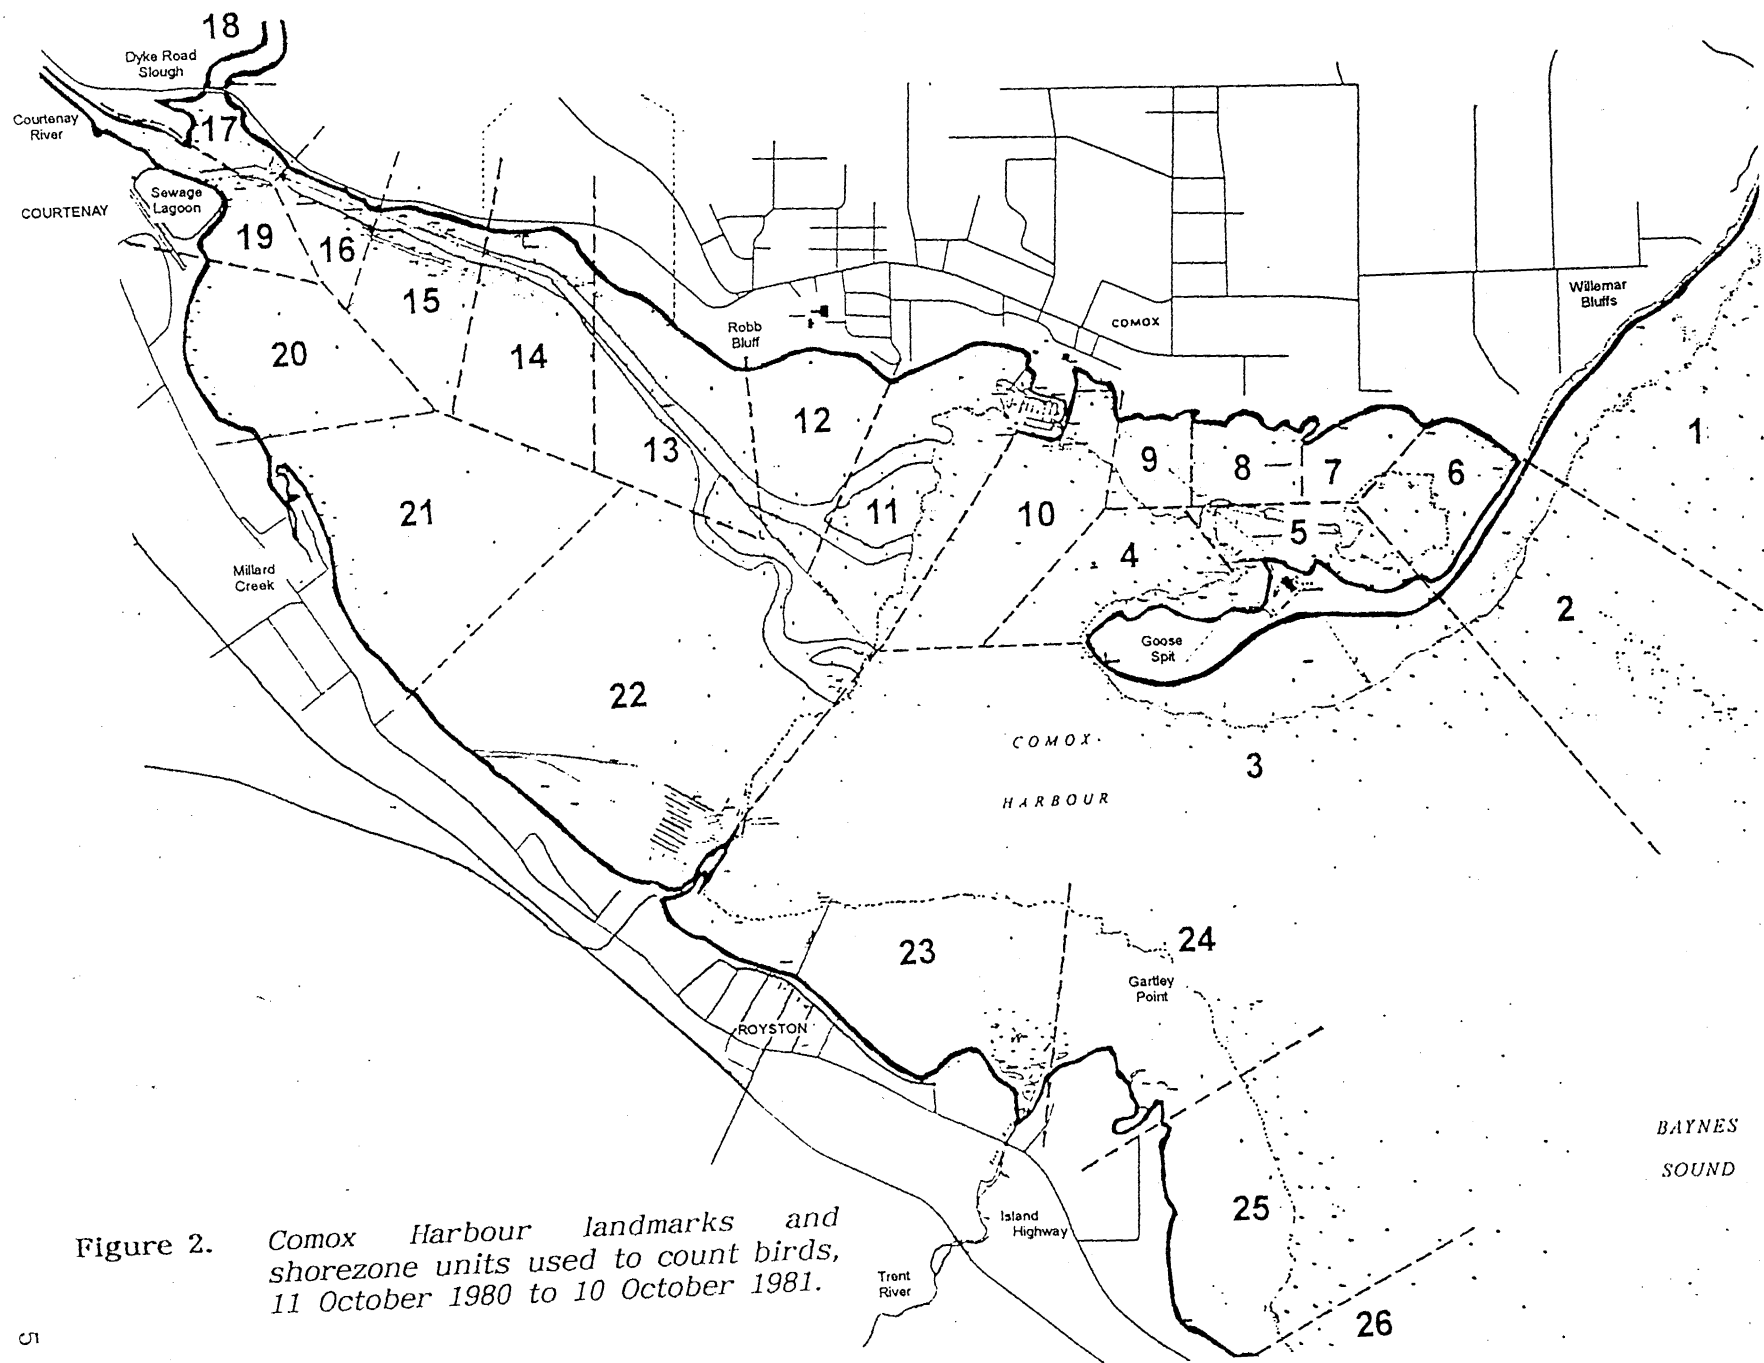 18
Dyke Road
Slough
Courtenay
River
17
Sewage
Lagoon
COURTENAY
19
16
15
20
14
Robb
Bluff
COMOX
Willemar
Bluffs
12
13
1
9
8
7
6
21
11
10
5
4
Millard
Creek
2
Goose
Spit
22
COMOX
HARBOUR
3
23
24
Gartley
Point
ROYSTON
BAYNES
SOUND
25
Island
Highway
Trent
River
26
Figure 2. Comox Harbour landmarks and
shorezone units used to count birds,
11 October 1980 to 10 October 1981.
5